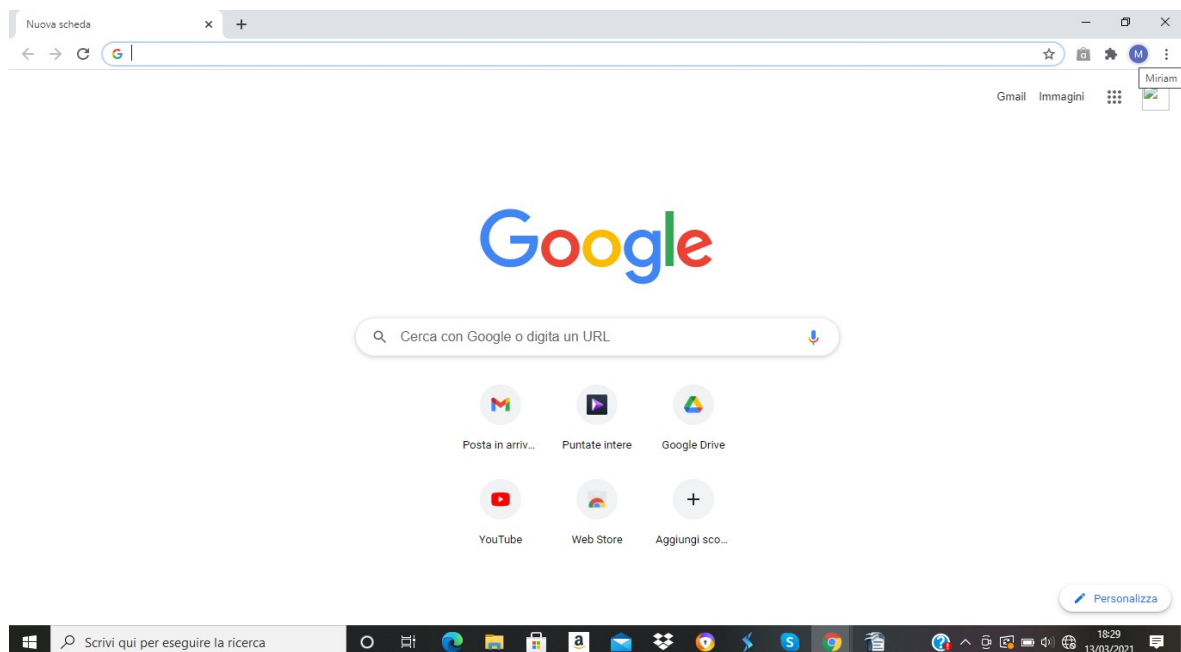 Nuova scheda
Miriam
Gmail Immagini
Google
Cerca con Google o digita un URL
Posta in arriv... Puntate intere Google Drive
YouTube Web Store Aggiungi sco...
Personalizza
Scrivi qui per eseguire la ricerca
18:29
13/03/2021